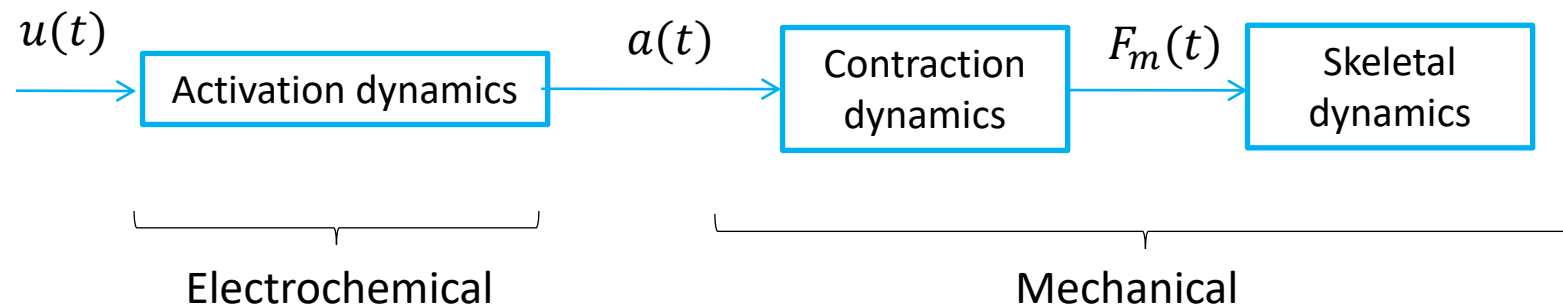 u(t)
Activation dynamics
a(t)
Contraction
dynamics
F_m(t)
Skeletal
dynamics
Electrochemical
Mechanical